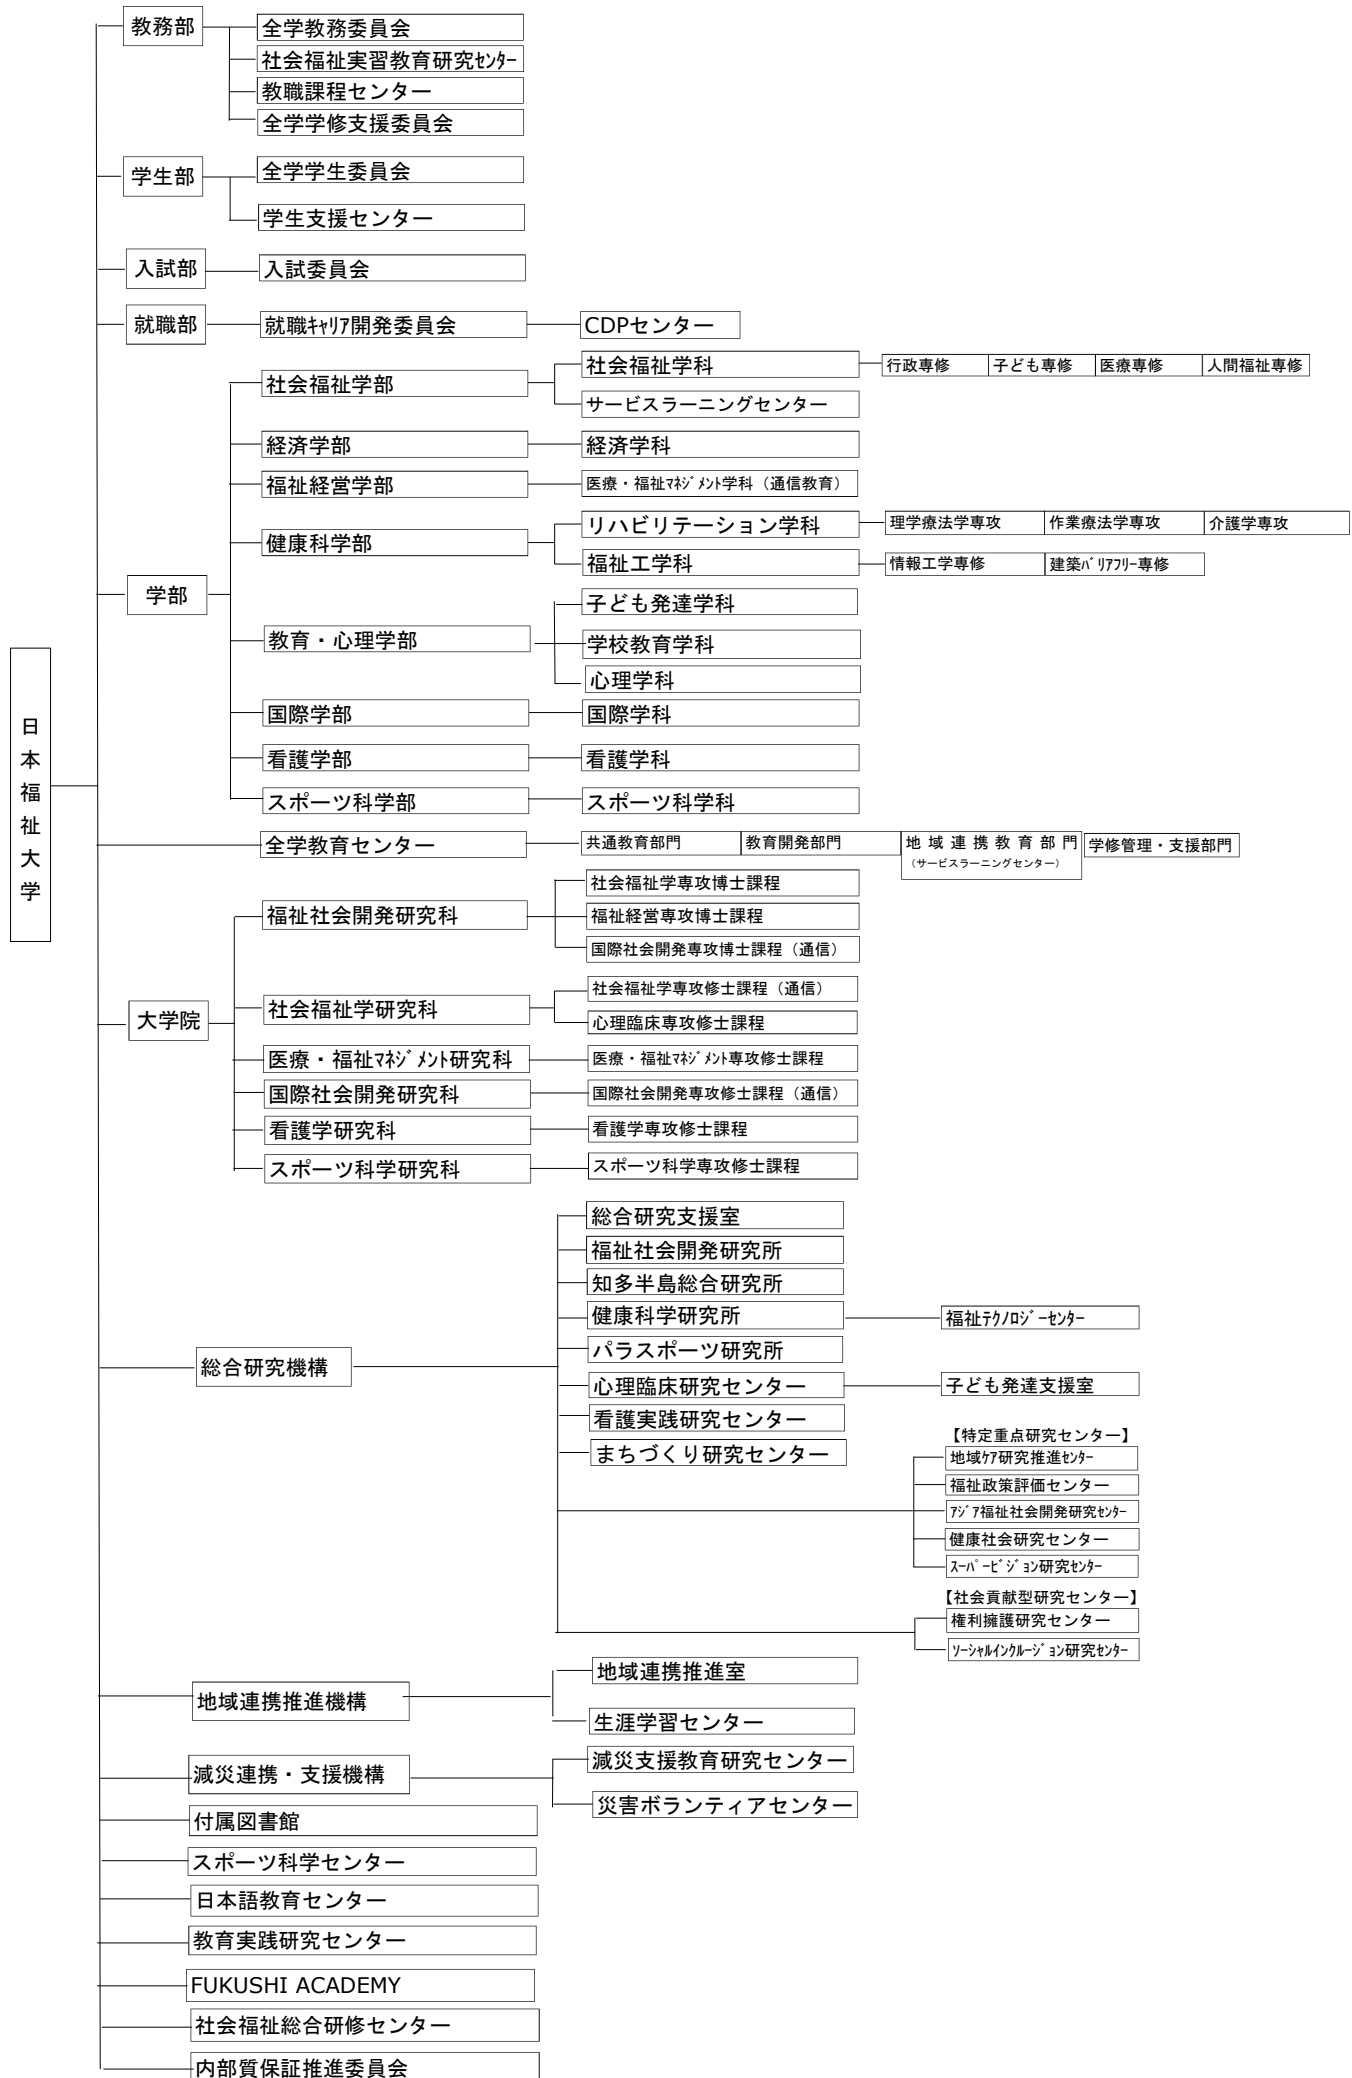 日本福祉大学
教務部
全学教務委員会
社会福祉実習教育研究ｾﾝﾀｰ
教職課程センター
全学学修支援委員会
学生部
全学学生委員会
学生支援センター
入試部
入試委員会
就職部
就職ｷｬﾘｱ開発委員会
CDPセンター
学部
社会福祉学部
社会福祉学科
行政専修
子ども専修
医療専修
人間福祉専修
サービスラーニングセンター
経済学部
経済学科
福祉経営学部
医療・福祉ﾏﾈｼﾞﾒﾝﾄ学科（通信教育）
健康科学部
リハビリテーション学科
理学療法学専攻
作業療法学専攻
介護学専攻
福祉工学科
情報工学専修
建築ﾊﾞﾘｱﾌﾘｰ専修
教育・心理学部
子ども発達学科
学校教育学科
心理学科
国際学部
国際学科
看護学部
看護学科
スポーツ科学部
スポーツ科学科
全学教育センター
共通教育部門
教育開発部門
地域連携教育部門
（サービスラーニングセンター）
学修管理・支援部門
大学院
福祉社会開発研究科
社会福祉学専攻博士課程
福祉経営専攻博士課程
国際社会開発専攻博士課程（通信）
社会福祉学研究科
社会福祉学専攻修士課程（通信）
心理臨床専攻修士課程
医療・福祉ﾏﾈｼﾞﾒﾝﾄ研究科
医療・福祉ﾏﾈｼﾞﾒﾝﾄ専攻修士課程
国際社会開発研究科
国際社会開発専攻修士課程（通信）
看護学研究科
看護学専攻修士課程
スポーツ科学研究科
スポーツ科学専攻修士課程
総合研究機構
総合研究支援室
福祉社会開発研究所
知多半島総合研究所
健康科学研究所
福祉ﾃｸﾉﾛｼﾞｰｾﾝﾀｰ
パラスポーツ研究所
心理臨床研究センター
子ども発達支援室
看護実践研究センター
まちづくり研究センター
【特定重点研究センター】
地域ｹｱ研究推進ｾﾝﾀｰ
福祉政策評価センター
ｱｼﾞｱ福祉社会開発研究ｾﾝﾀｰ
健康社会研究センター
ｽｰﾊﾟｰﾋﾞｼﾞｮﾝ研究ｾﾝﾀｰ
【社会貢献型研究センター】
権利擁護研究センター
ｿｰｼｬﾙｲﾝｸﾙｰｼﾞｮﾝ研究ｾﾝﾀｰ
地域連携推進機構
地域連携推進室
生涯学習センター
減災連携・支援機構
減災支援教育研究センター
災害ボランティアセンター
付属図書館
スポーツ科学センター
日本語教育センター
教育実践研究センター
FUKUSHI ACADEMY
社会福祉総合研修センター
内部質保証推進委員会